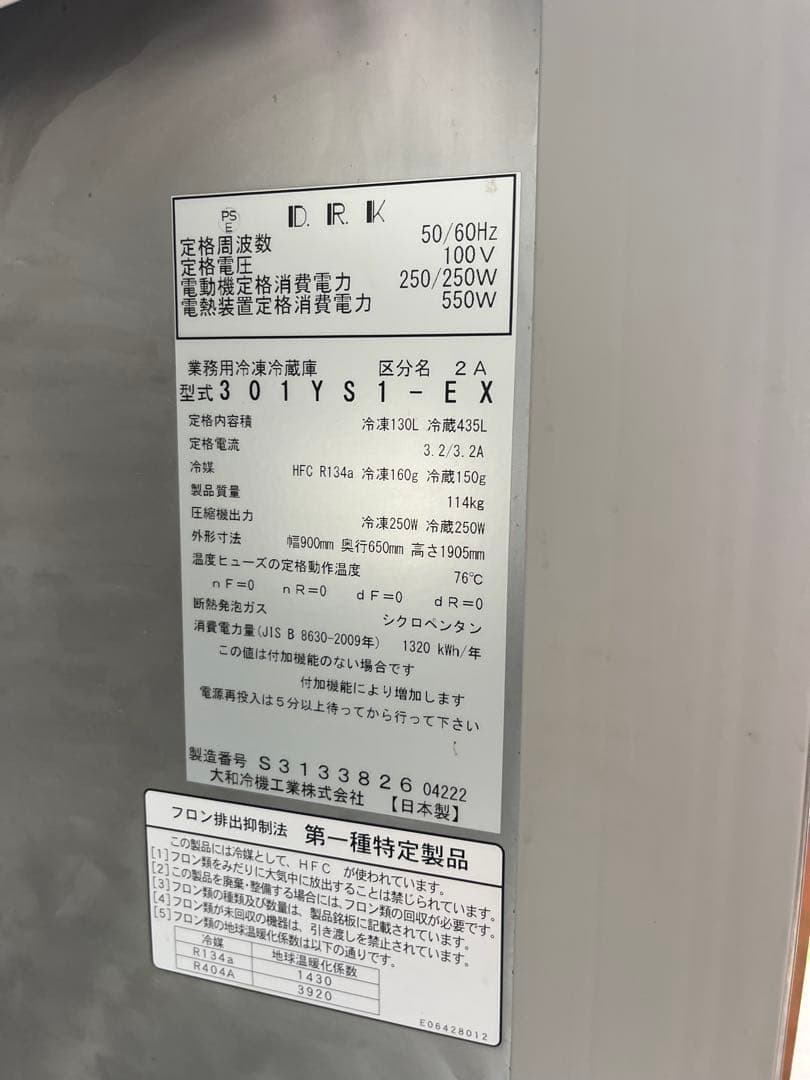 PS
E
D.R.K
定格周波数 50/60Hz
定格電圧 100V
電動機定格消費電力 250/250W
電熱装置定格消費電力 550W
業務用冷凍冷蔵庫 区分名 2A
型式 301YS1-EX
定格内容積 冷凍130L 冷蔵435L
定格電流 3.2/3.2A
冷媒 HFC R134a 冷凍160g 冷蔵150g
製品質量 114kg
圧縮機出力 冷凍250W 冷蔵250W
外形寸法 幅900mm 奥行650mm 高さ1905mm
温度ヒューズの定格動作温度 76℃
nF=0 nR=0 dF=0 dR=0
断熱発泡ガス シクロペンタン
消費電力量(JIS B 8630-2009年) 1320 kWh/年
この値は付加機能のない場合です
付加機能により増加します
電源再投入は5分以上待ってから行って下さい
製造番号 S3133826 04222
大和冷機工業株式会社 【日本製】
フロン排出抑制法 第一種特定製品
この製品には冷媒として、HFC が使われています。
[1]フロン類をみだりに大気中に放出することは禁じられています。
[2]この製品を廃棄・整備する場合には、フロン類の回収が必要です。
[3]フロン類の種類及び数量は、製品銘板に記載されています。
[4]フロン類が未回収の機器は、引き渡しを禁止されています。
[5]フロン類の地球温暖化係数は以下の通りです。
冷媒 地球温暖化係数
R134a 1430
R404A 3920
E06428012